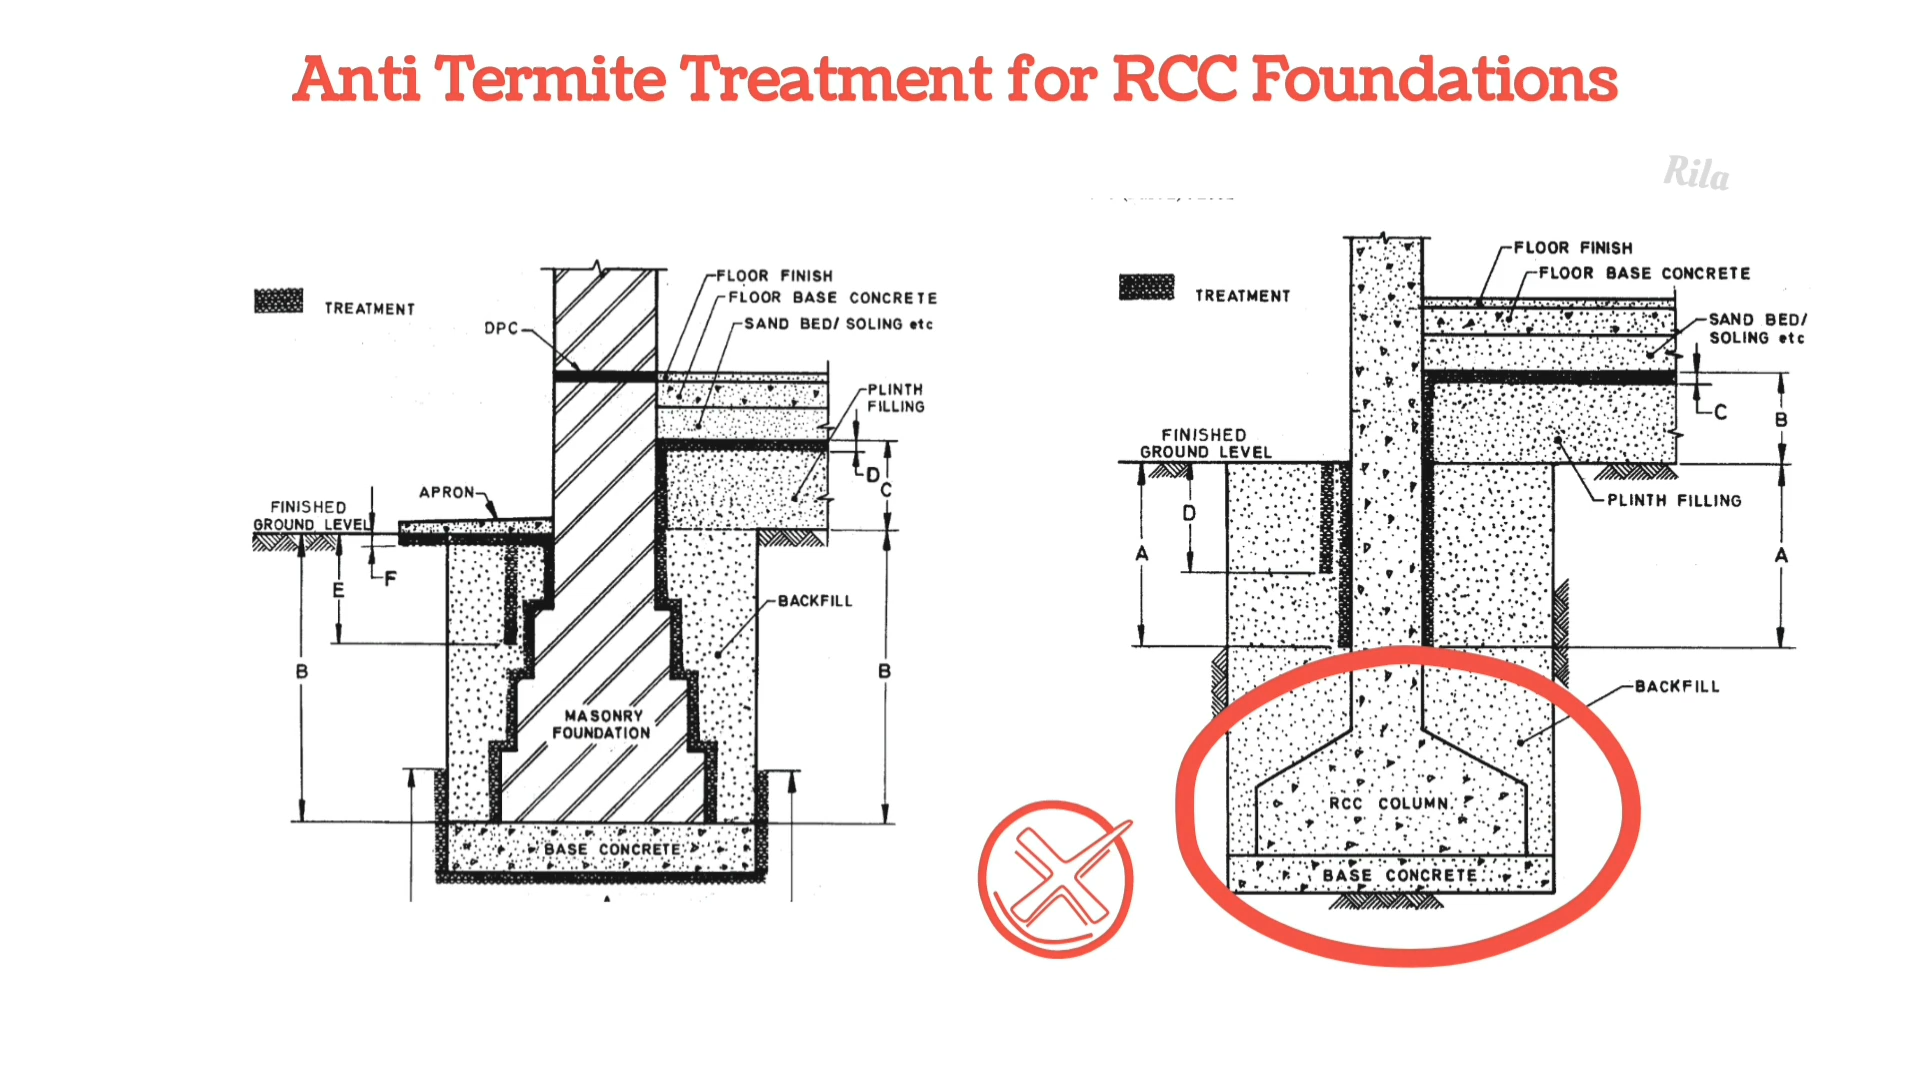 Anti Termite Treatment for RCC Foundations
Rila
TREATMENT
DPC
FLOOR FINISH
FLOOR BASE CONCRETE
SAND BED/ SOLING etc
PLINTH
FILLING
D
C
APRON
FINISHED
GROUND LEVEL
F
E
B
BACKFILL
B
MASONRY
FOUNDATION
BASE CONCRETE
TREATMENT
FLOOR FINISH
FLOOR BASE CONCRETE
SAND BED/
SOLING etc
C
B
FINISHED
GROUND LEVEL
PLINTH FILLING
D
A
A
BACKFILL
RCC COLUMN
BASE CONCRETE